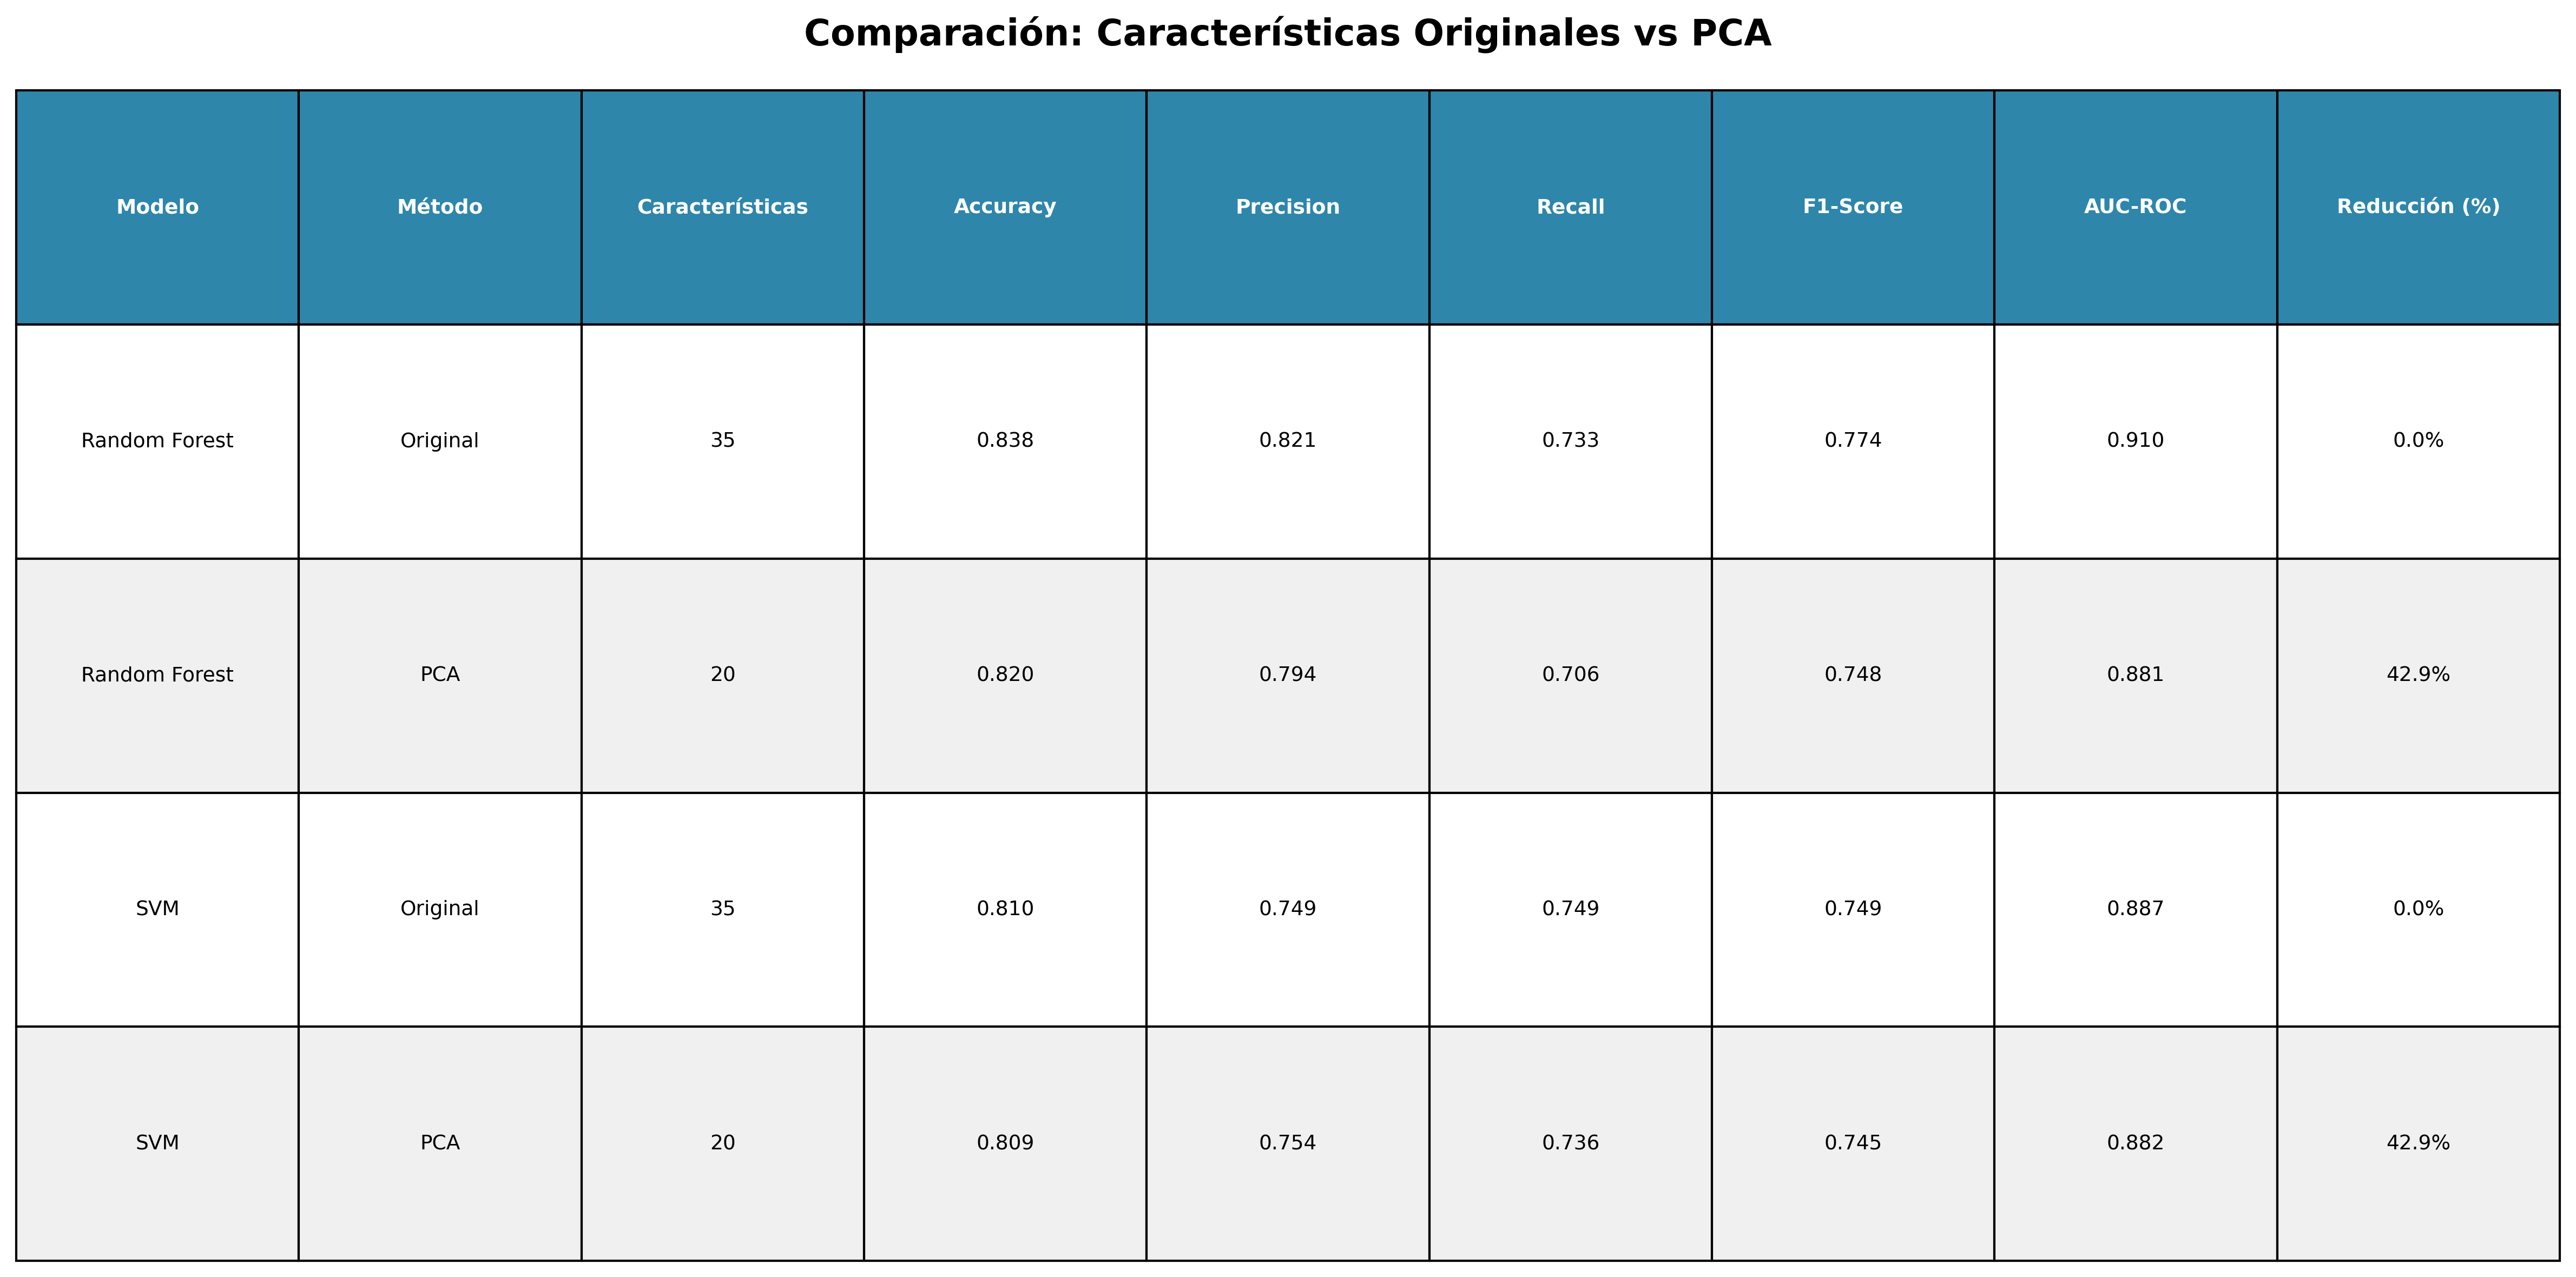 Comparación: Características Originales vs PCA
Modelo Método Características Accuracy Precision Recall F1-Score AUC-ROC Reducción (%)
Random Forest Original 35 0.838 0.821 0.733 0.774 0.910 0.0%
Random Forest PCA 20 0.820 0.794 0.706 0.748 0.881 42.9%
SVM Original 35 0.810 0.749 0.749 0.749 0.887 0.0%
SVM PCA 20 0.809 0.754 0.736 0.745 0.882 42.9%